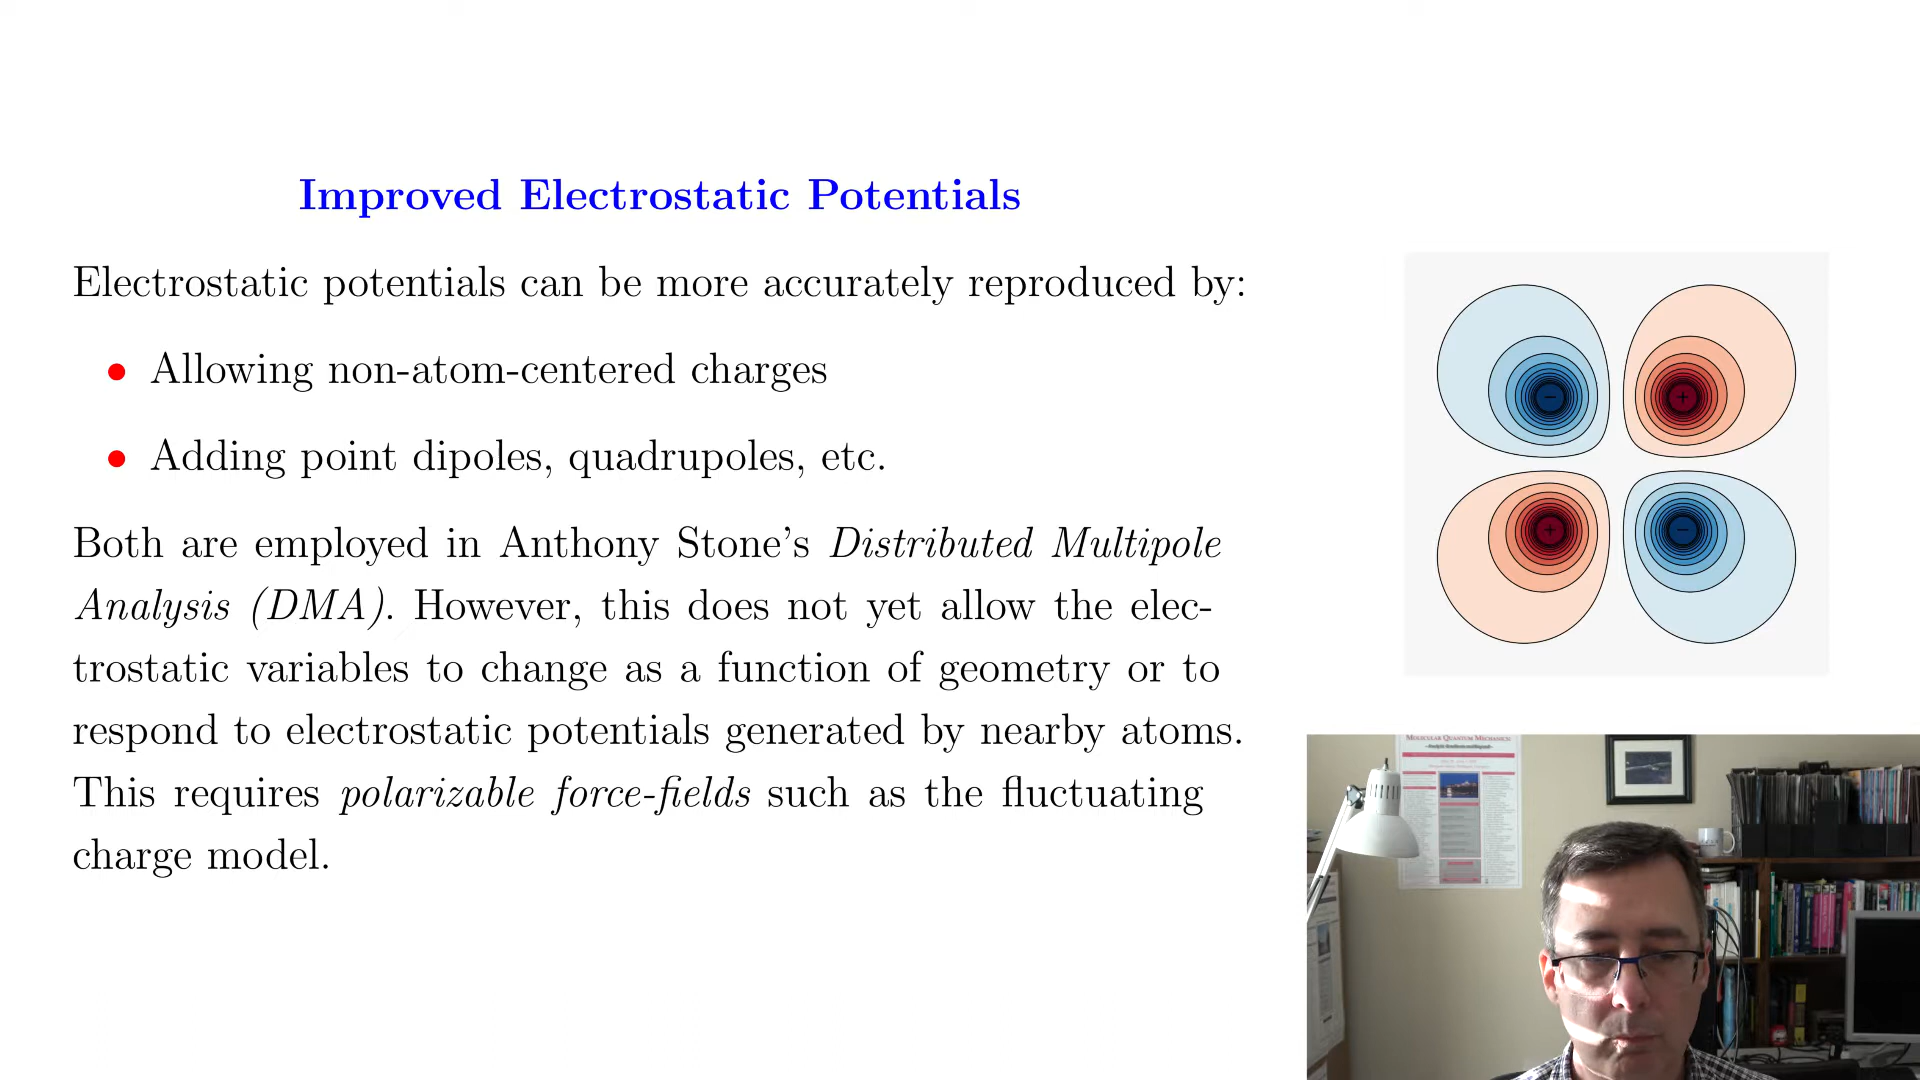 Improved Electrostatic Potentials
Electrostatic potentials can be more accurately reproduced by:
• Allowing non-atom-centered charges
• Adding point dipoles, quadrupoles, etc.
Both are employed in Anthony Stone's Distributed Multipole
Analysis (DMA). However, this does not yet allow the elec-
trostatic variables to change as a function of geometry or to
respond to electrostatic potentials generated by nearby atoms.
This requires polarizable force-fields such as the fluctuating
charge model.
− +
+ −
Molecular Quantum Mechanics